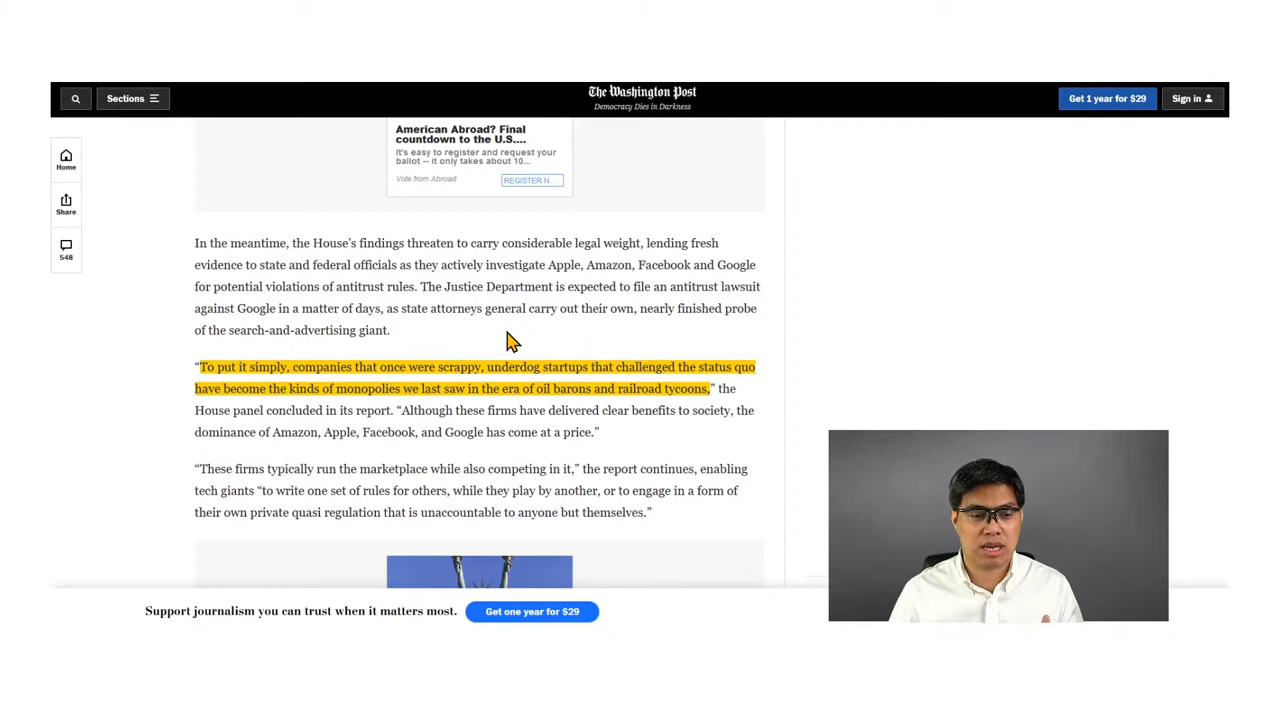 Sections
The Washington Post
Democracy Dies in Darkness
Get 1 year for $29
Sign in
Home
Share
548
American Abroad? Final
countdown to the U.S....
It's easy to register and request your
ballot -- it only takes about 10...
Vote from Abroad
REGISTER N...
In the meantime, the House's findings threaten to carry considerable legal weight, lending fresh
evidence to state and federal officials as they actively investigate Apple, Amazon, Facebook and Google
for potential violations of antitrust rules. The Justice Department is expected to file an antitrust lawsuit
against Google in a matter of days, as state attorneys general carry out their own, nearly finished probe
of the search-and-advertising giant.
“To put it simply, companies that once were scrappy, underdog startups that challenged the status quo
have become the kinds of monopolies we last saw in the era of oil barons and railroad tycoons,” the
House panel concluded in its report. “Although these firms have delivered clear benefits to society, the
dominance of Amazon, Apple, Facebook, and Google has come at a price.”
“These firms typically run the marketplace while also competing in it,” the report continues, enabling
tech giants “to write one set of rules for others, while they play by another, or to engage in a form of
their own private quasi regulation that is unaccountable to anyone but themselves.”
Support journalism you can trust when it matters most.
Get one year for $29